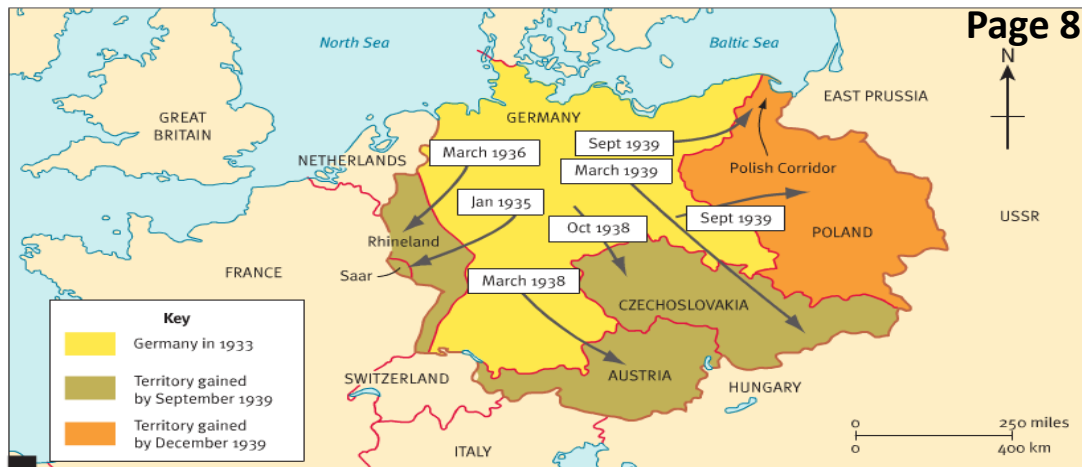 Page 8
North Sea
Baltic Sea
N
EAST PRUSSIA
GREAT
BRITAIN
GERMANY
Sept 1939
NETHERLANDS
March 1936
March 1939
Polish Corridor
Jan 1935
Sept 1939
USSR
Oct 1938
Rhineland
POLAND
FRANCE
Saar
March 1938
CZECHOSLOVAKIA
Key
Germany in 1933
Territory gained
by September 1939
Territory gained
by December 1939
SWITZERLAND
AUSTRIA
HUNGARY
ITALY
0 250 miles
0 400 km